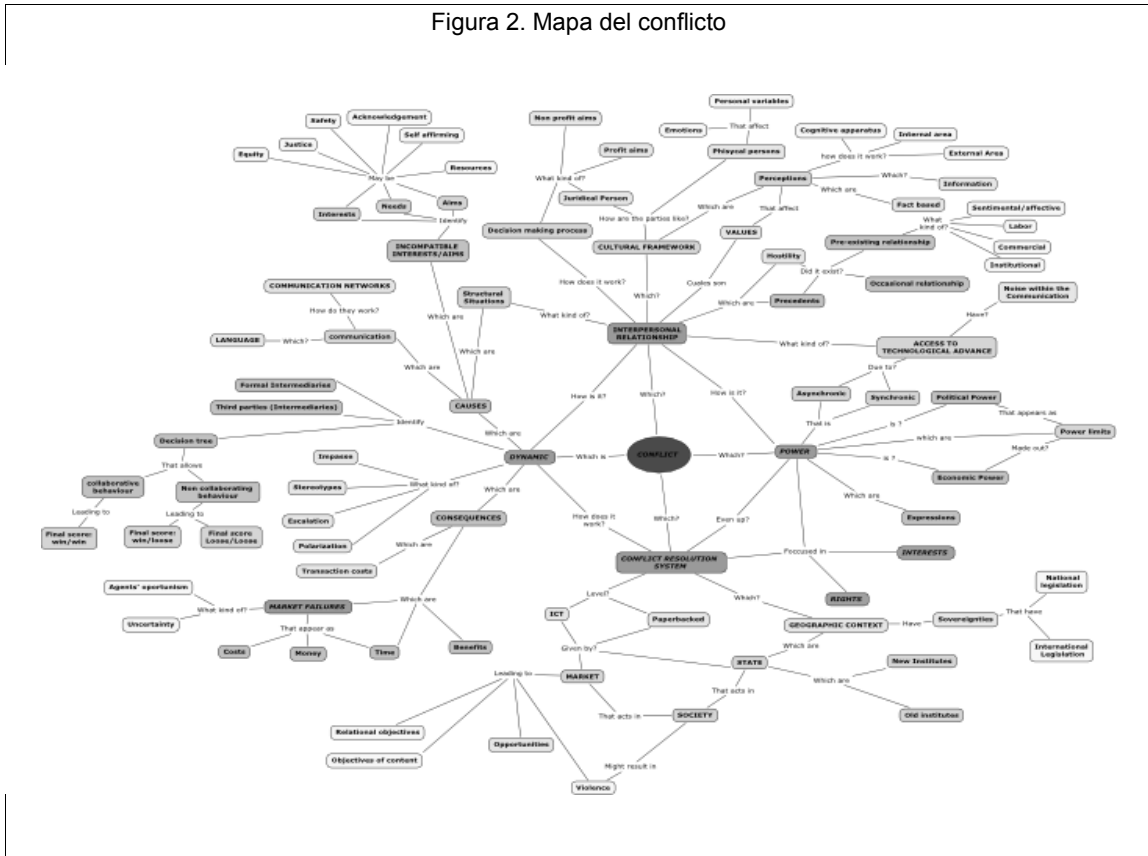 Figura 2. Mapa del conflicto
Personal variables
Non profit aims
Acknowledgement
Safety
Emotions
That affect
Cognitive apparatus
Internal area
Self affirming
Justice
Profit aims
Phisycal persons
how does it work?
External Area
Equity
Resources
May be
What kind of?
Perceptions
Which?
Information
Juridical Person
Which are
Which are
Needs
Aims
Fact based
Interests
Identify
How are the parties like?
That affect
Sentimental/affective
What
kind of?
Labor
Decision making process
VALUES
Pre-existing relationship
INCOMPATIBLE
INTERESTS/AIMS
CULTURAL FRAMEWORK
Commercial
Hostility
Institutional
Did it exist?
COMMUNICATION NETWORKS
How does it work?
Cuales son
Occasional relationship
Structural
Situations
Which?
Which are
Precedents
Noise within the
Communication
How do they work?
Which are
What kind of?
Have?
LANGUAGE
Which?
communication
INTERPERSONAL
RELATIONSHIP
What kind of?
ACCESS TO
TECHNOLOGICAL ADVANCE
Which are
Which are
Due to?
Formal Intermediaries
How is it?
Which?
How is it?
Asynchronic
Synchronic
Political Power
Third parties (Intermediaries)
CAUSES
That appears as
Identify
That is
is ?
Which are
which are
Power limits
Decision tree
Made out?
Impasse
DYNAMIC
Which is
CONFLICT
Which?
POWER
is ?
That allows
collaborative
behaviour
Non collaborating
behaviour
Stereotypes
What kind of?
Which are
Economic Power
Which are
Leading to
Leading to
Escalation
CONSEQUENCES
How does it
work?
Which?
Even up?
Expressions
Final score:
win/win
Final score:
win/loose
Final score
Loose/Loose
Polarization
Which are
CONFLICT RESOLUTION
SYSTEM
Foccused in
INTERESTS
Transaction costs
Agents' oportunism
National
legislation
Level?
Which?
RIGHTS
What kind of?
MARKET FAILURES
Which are
ICT
Paperbacked
That have
Uncertainty
That appear as
GEOGRAPHIC CONTEXT
Have
Sovereignties
Costs
Money
Time
Benefits
Given by?
Which are
International
Legislation
STATE
New Institutes
Leading to
MARKET
Which are
That acts in
That acts in
SOCIETY
Old institutes
Relational objectives
Opportunities
Objectives of content
Might result in
Violence